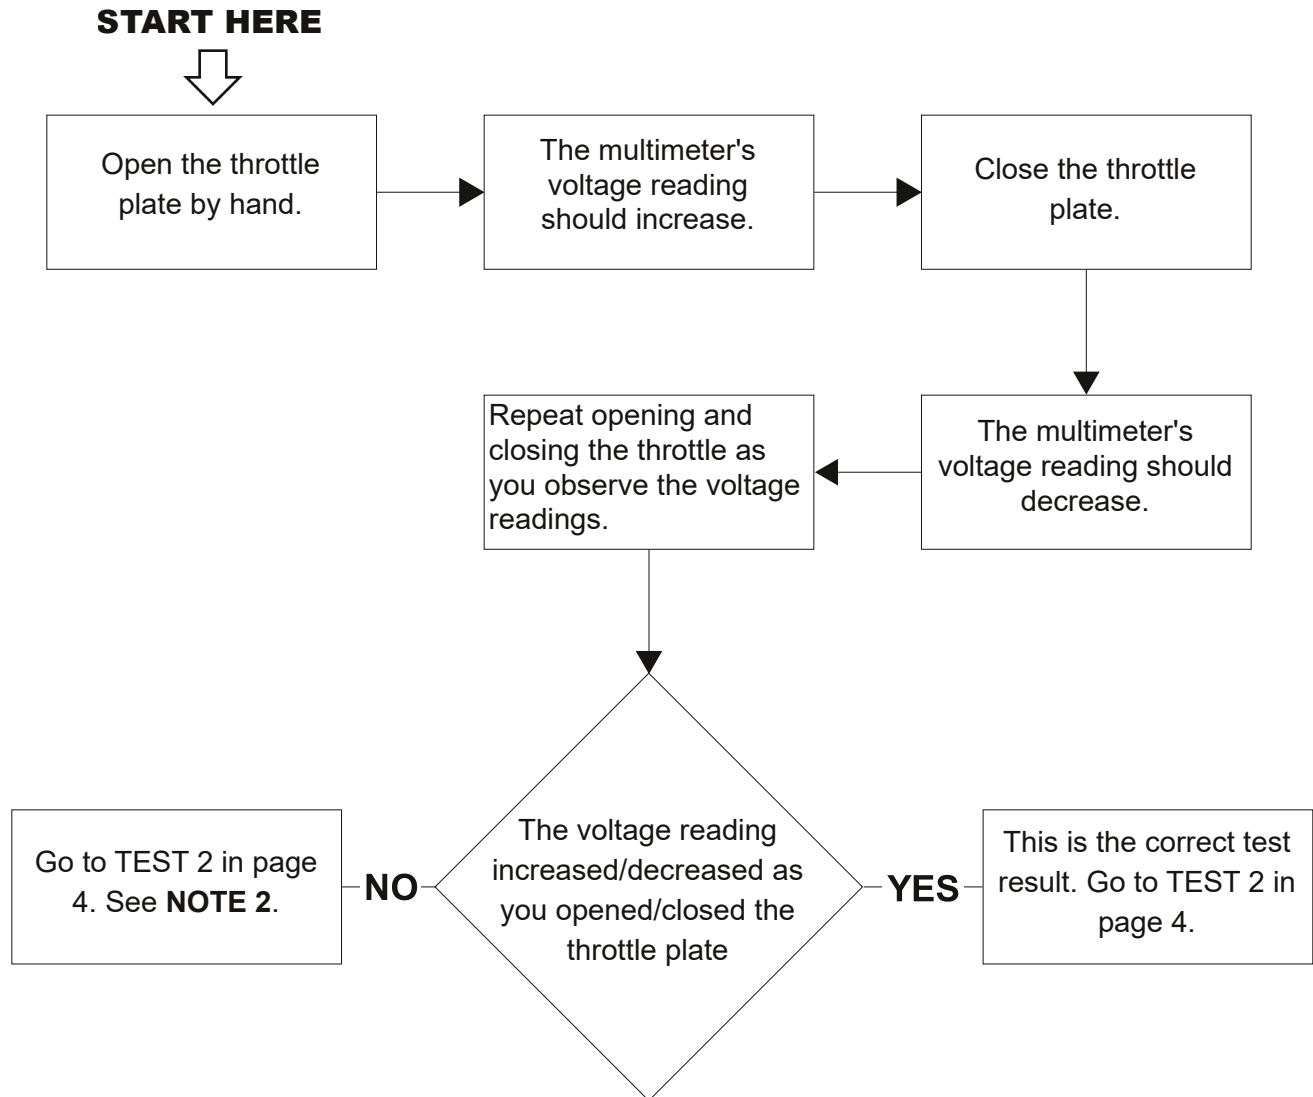 START HERE
Open the throttle
plate by hand.
The multimeter's
voltage reading
should increase.
Close the throttle
plate.
The multimeter's
voltage reading should
decrease.
Repeat opening and
closing the throttle as
you observe the voltage
readings.
The voltage reading
increased/decreased as
you opened/closed the
throttle plate
NO
Go to TEST 2 in page
4. See NOTE 2.
YES
This is the correct test
result. Go to TEST 2 in
page 4.